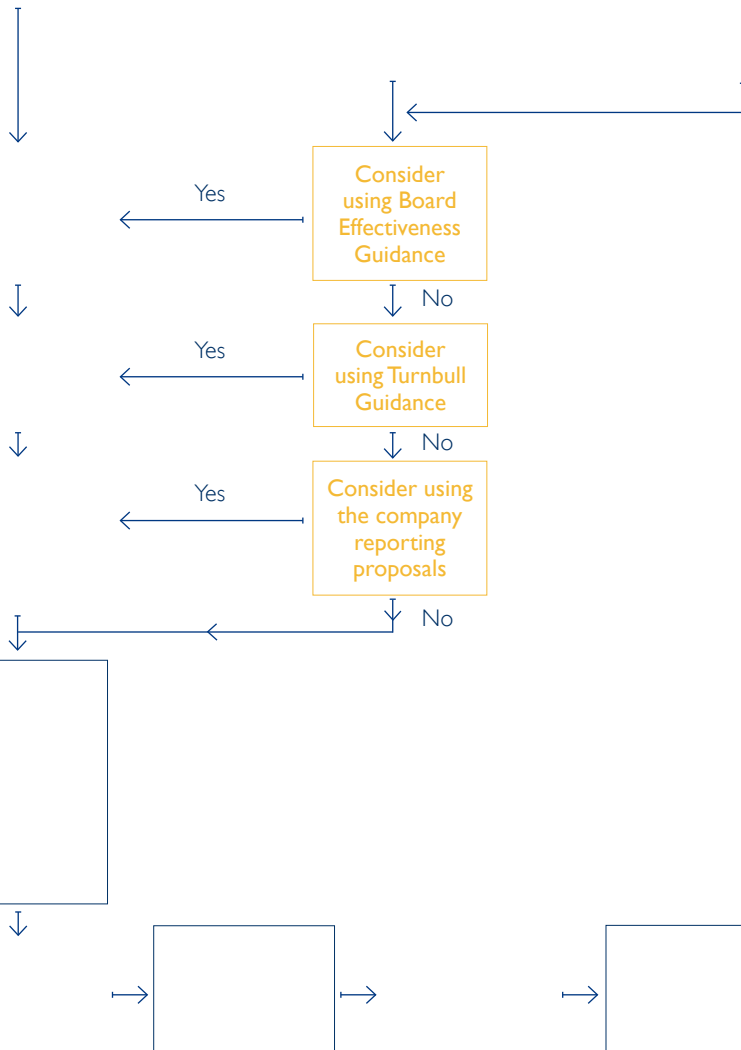 Yes
Consider
using Board
Effectiveness
Guidance
No
Yes
Consider
using Turnbull
Guidance
No
Yes
Consider using
the company
reporting
proposals
No